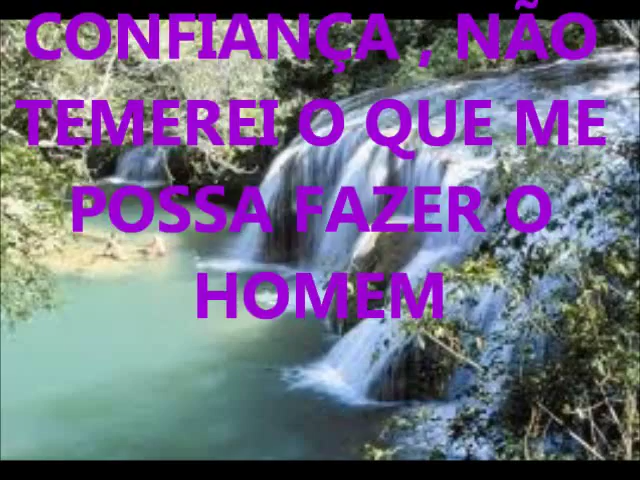 CONFIANÇA , NÃO
TEMEREI O QUE ME
POSSA FAZER O
HOMEM